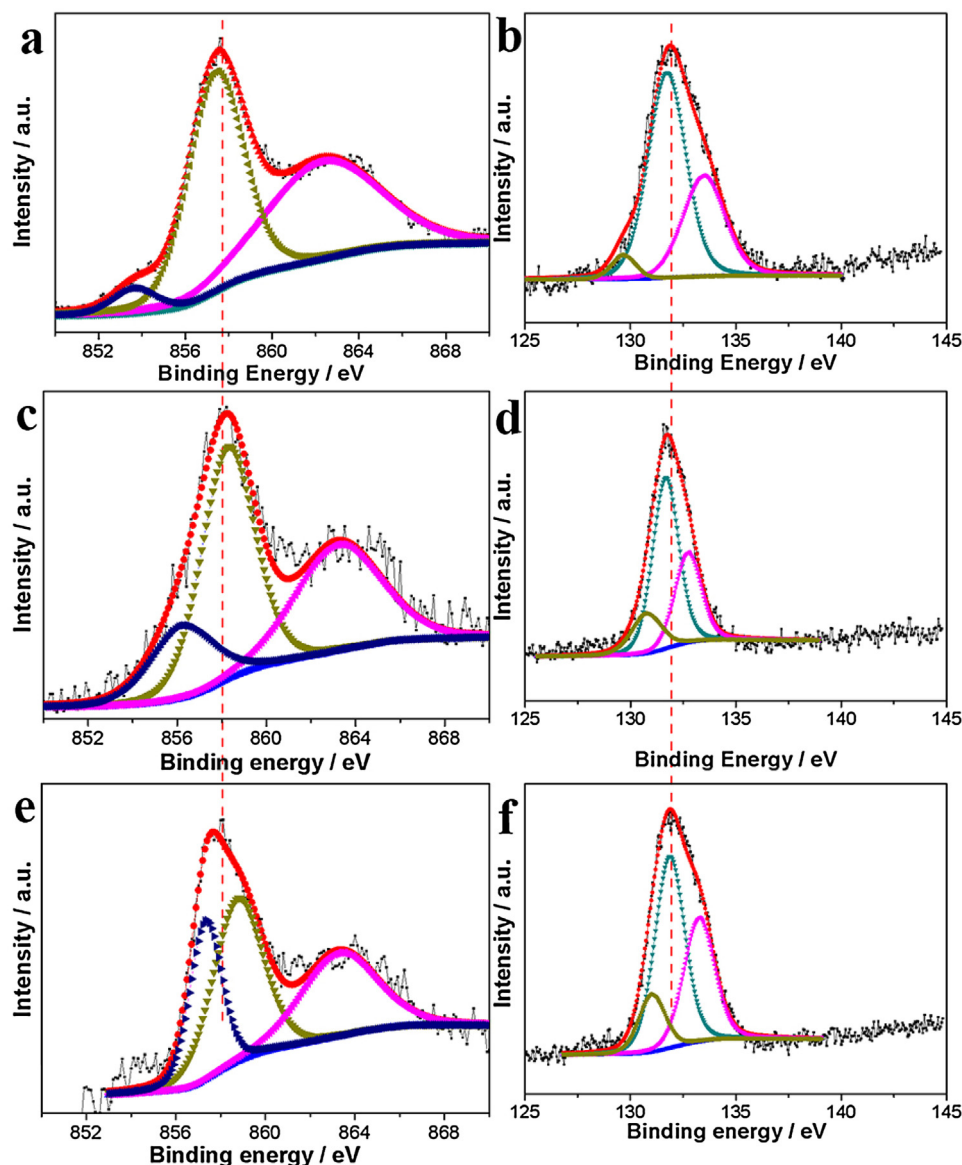 a
Intensity / a.u.
852 856 860 864 868
Binding Energy / eV
b
Intensity / a.u.
125 130 135 140 145
Binding Energy / eV
c
Intensity / a.u.
852 856 860 864 868
Binding energy / eV
d
Intensity / a.u.
125 130 135 140 145
Binding Energy / eV
e
Intensity / a.u.
852 856 860 864 868
Binding energy / eV
f
Intensity / a.u.
125 130 135 140 145
Binding energy / eV